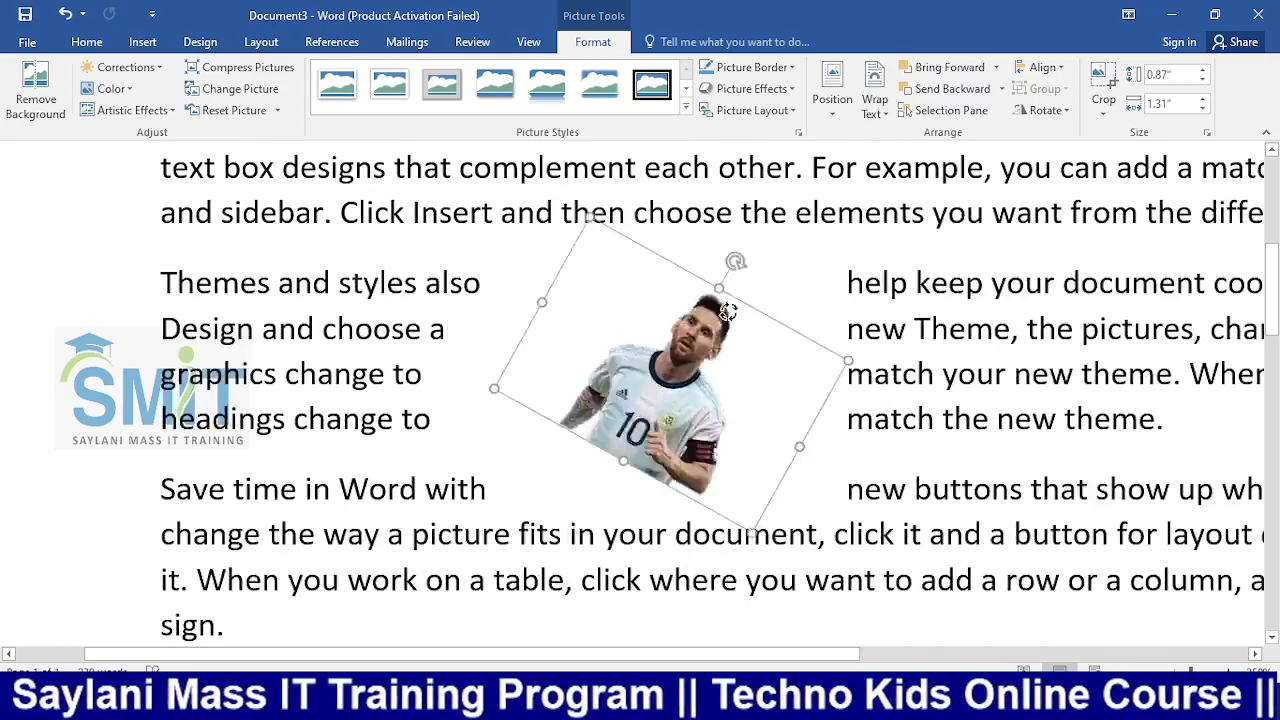 Document3 - Word (Product Activation Failed)
Picture Tools
File Home Insert Design Layout References Mailings Review View Format Tell me what you want to do... Sign in Share
Remove Background
Corrections
Color
Artistic Effects
Compress Pictures
Change Picture
Reset Picture
Adjust
Picture Styles
Picture Border
Picture Effects
Picture Layout
Position
Wrap Text
Bring Forward
Send Backward
Selection Pane
Align
Group
Rotate
Arrange
Crop
0.87"
1.31"
Size
text box designs that complement each other. For example, you can add a matc
and sidebar. Click Insert and then choose the elements you want from the diffe
Themes and styles also help keep your document coo
Design and choose a new Theme, the pictures, char
graphics change to match your new theme. When
headings change to match the new theme.
SMIT
SAYLANI MASS IT TRAINING
10
Save time in Word with new buttons that show up wh
change the way a picture fits in your document, click it and a button for layout
it. When you work on a table, click where you want to add a row or a column, a
sign.
Saylani Mass IT Training Program || Techno Kids Online Course ||